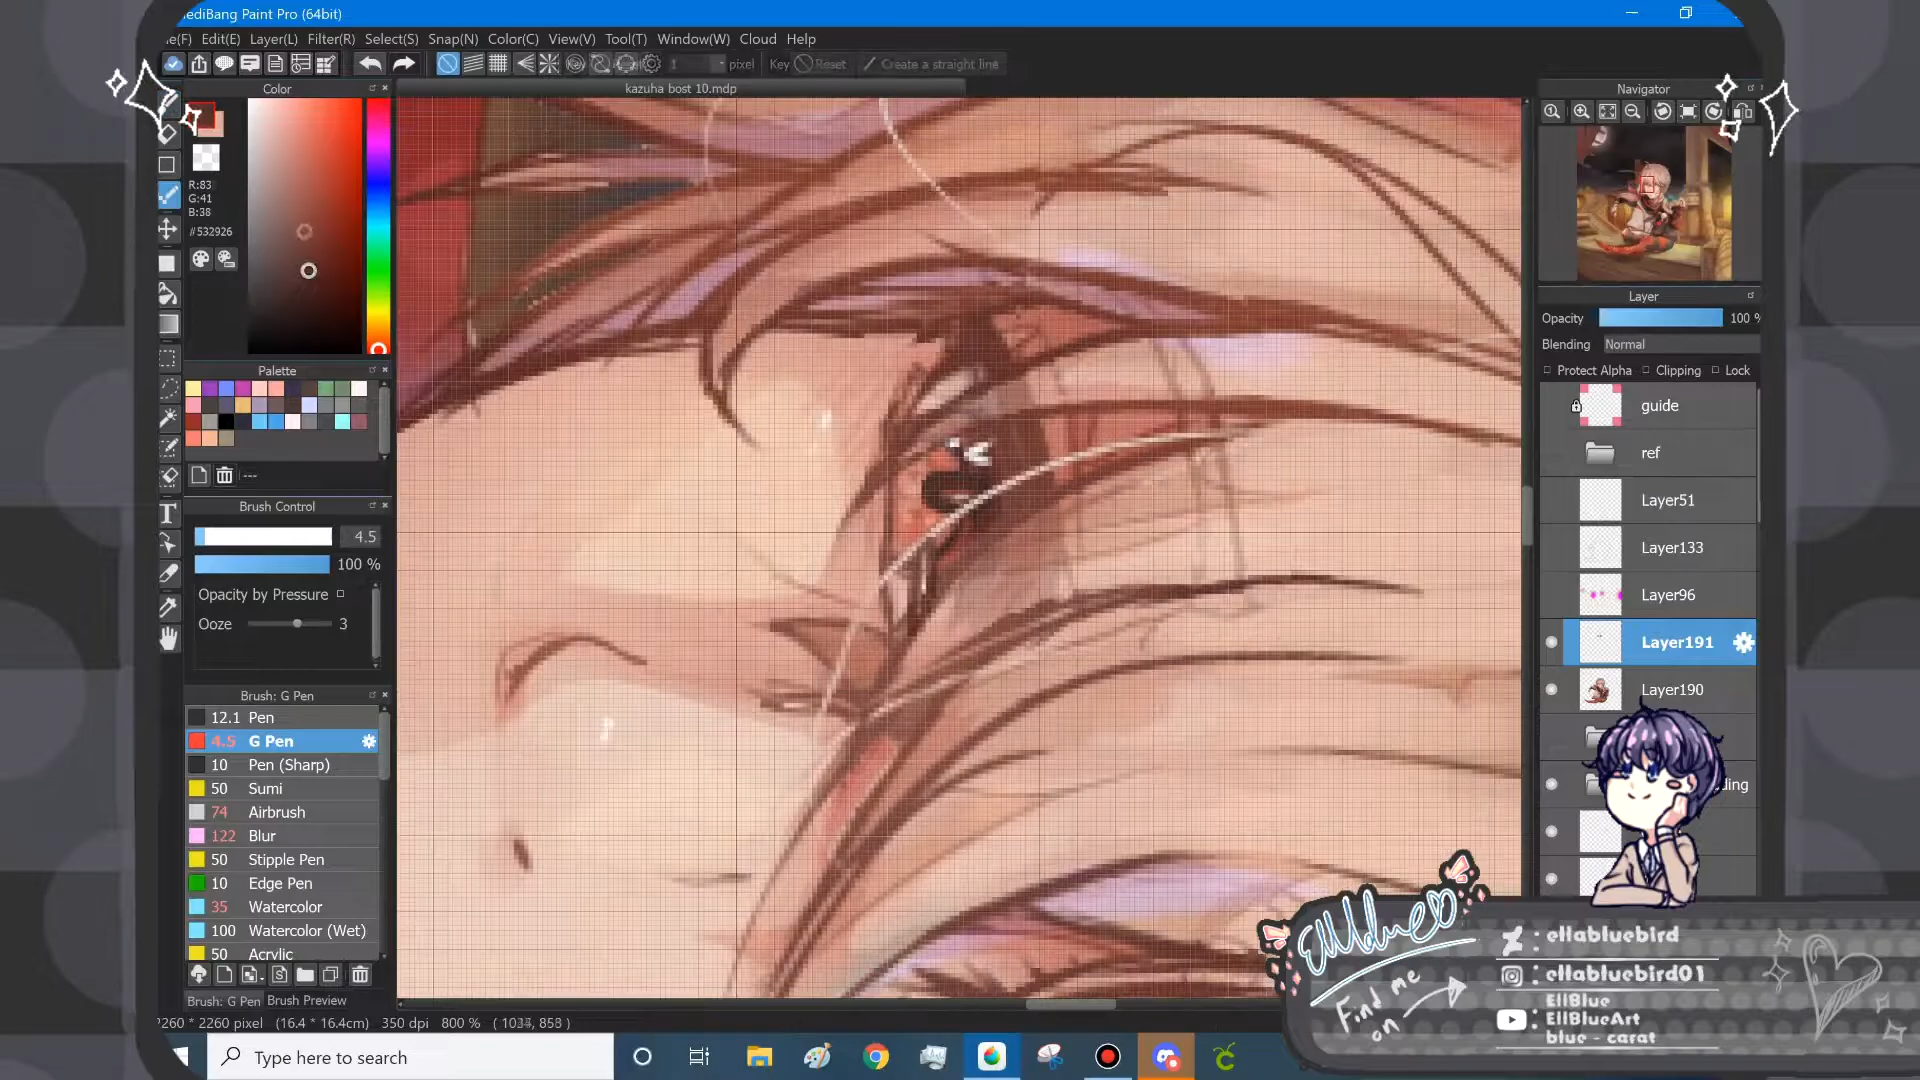 ediBang Paint Pro (64bit)
e(F) Edit(E) Layer(L) Filter(R) Select(S) Snap(N) Color(C) View(V) Tool(T) Window(W) Cloud Help
1 pixel Key Reset Create a straight line
Color
kazuha bost 10.mdp
Navigator
R:83
G:41
B:38
#532926
Palette
---
Brush Control
4.5
100 %
Opacity by Pressure
Ooze 3
Brush: G Pen
12.1 Pen
4.5 G Pen
10 Pen (Sharp)
50 Sumi
74 Airbrush
122 Blur
50 Stipple Pen
10 Edge Pen
35 Watercolor
100 Watercolor (Wet)
50 Acrylic
Brush: G Pen Brush Preview
Layer
Opacity 100 %
Blending Normal
Protect Alpha Clipping Lock
guide
ref
Layer51
Layer133
Layer96
Layer191
Layer190
ding
2260 * 2260 pixel (16.4 * 16.4cm) 350 dpi 800 %
Type here to search
Find me
on
: ellabluebird
: ellabluebird01
: EllBlue
EllBlueArt
blue - carat